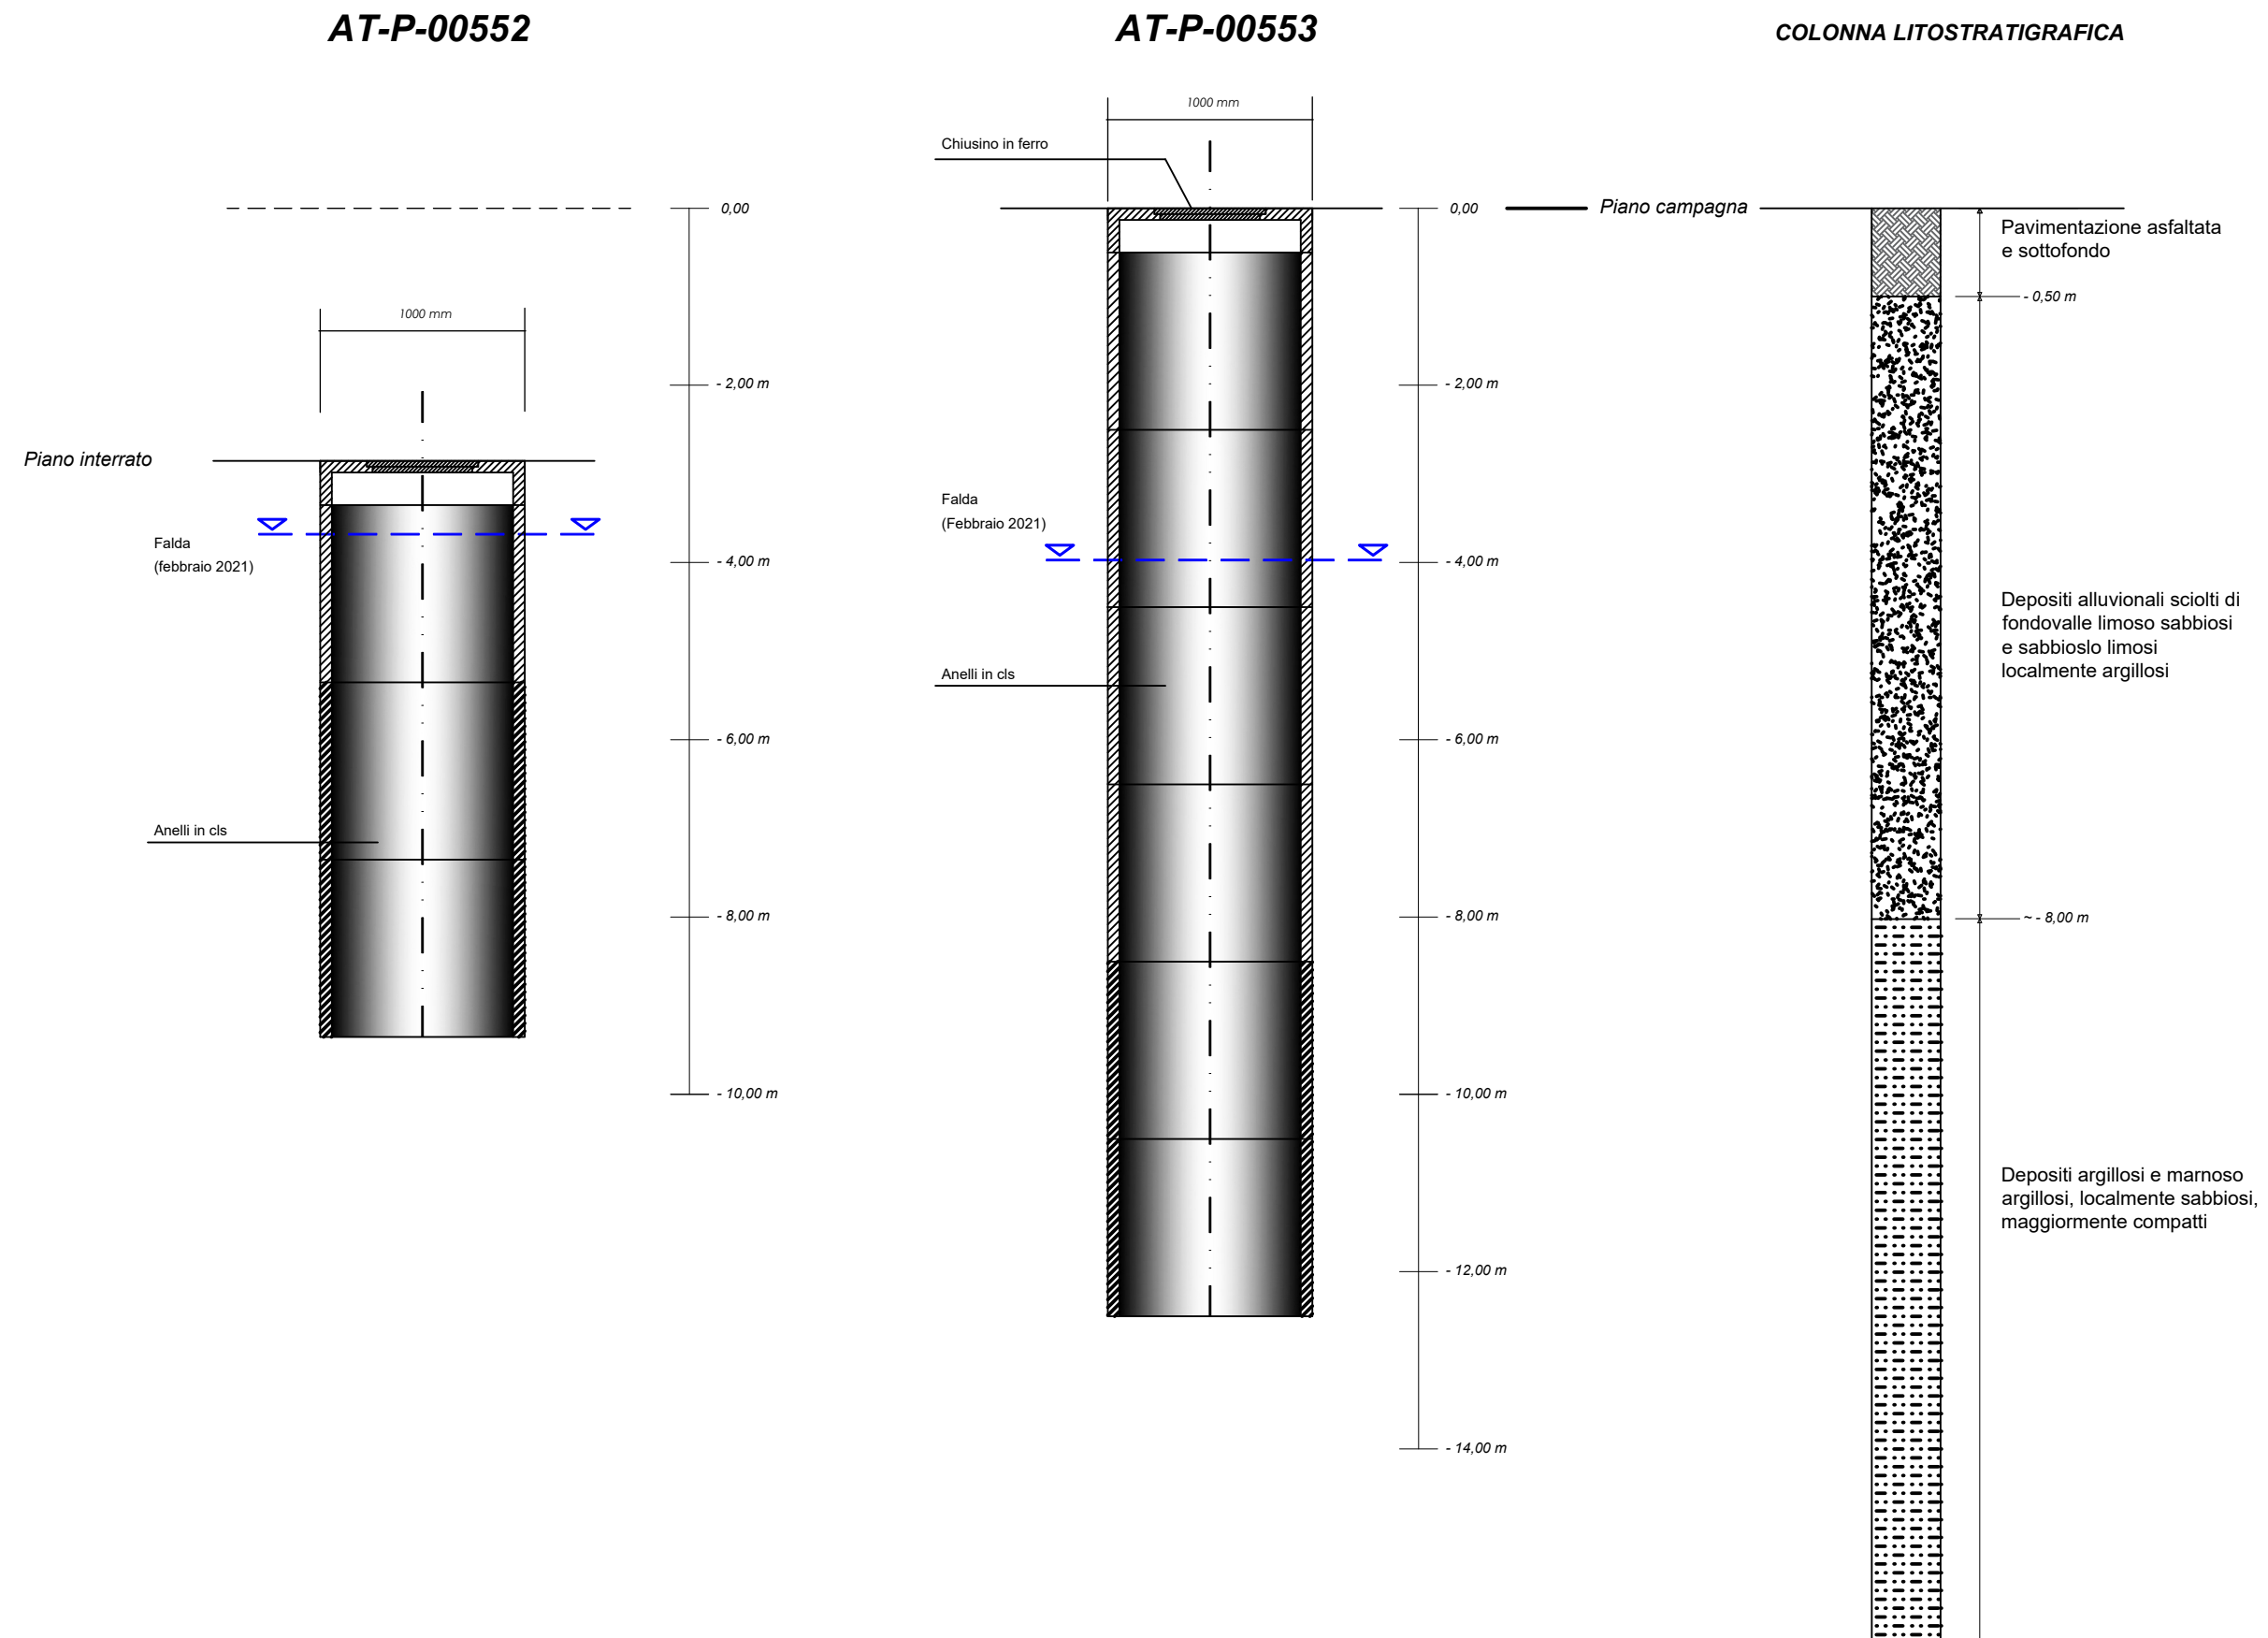 AT-P-00552
AT-P-00553
COLONNA LITOSTRATIGRAFICA
1000 mm
0,00
- 2,00 m
Piano interrato
Falda
(febbraio 2021)
- 4,00 m
- 6,00 m
Anelli in cls
- 8,00 m
- 10,00 m
1000 mm
Chiusino in ferro
0,00
Piano campagna
- 2,00 m
Falda
(Febbraio 2021)
- 4,00 m
Anelli in cls
- 6,00 m
- 8,00 m
- 10,00 m
- 12,00 m
- 14,00 m
Pavimentazione asfaltata
e sottofondo
- 0,50 m
Depositi alluvionali sciolti di
fondovalle limoso sabbiosi
e sabbioslo limosi
localmente argillosi
~ - 8,00 m
Depositi argillosi e marnoso
argillosi, localmente sabbiosi,
maggiormente compatti